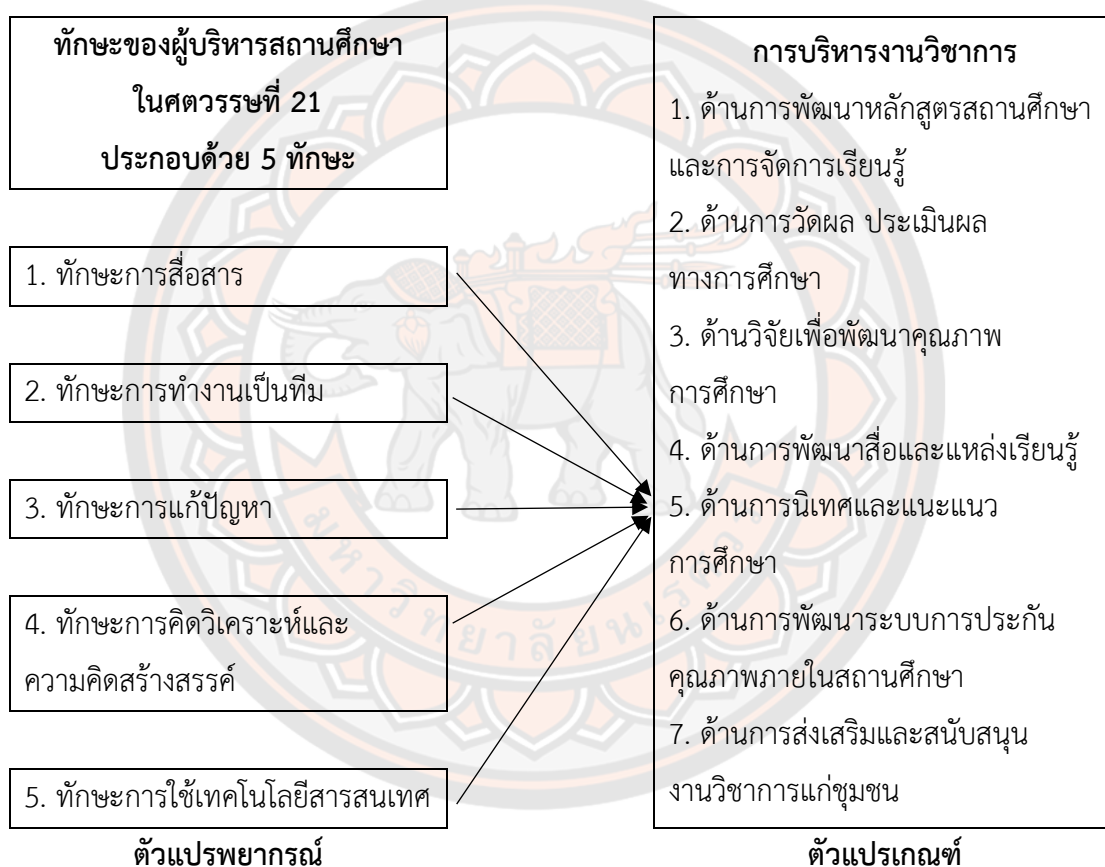 ทักษะของผู้บริหารสถานศึกษา
ในศตวรรษที่ 21
ประกอบด้วย 5 ทักษะ
1. ทักษะการสื่อสาร
2. ทักษะการทำงานเป็นทีม
3. ทักษะการแก้ปัญหา
4. ทักษะการคิดวิเคราะห์และ
ความคิดสร้างสรรค์
5. ทักษะการใช้เทคโนโลยีสารสนเทศ
ตัวแปรพยากรณ์
การบริหารงานวิชาการ
1. ด้านการพัฒนาหลักสูตรสถานศึกษา
และการจัดการเรียนรู้
2. ด้านการวัดผล ประเมินผล
ทางการศึกษา
3. ด้านวิจัยเพื่อพัฒนาคุณภาพ
การศึกษา
4. ด้านการพัฒนาสื่อและแหล่งเรียนรู้
5. ด้านการนิเทศและแนะแนว
การศึกษา
6. ด้านการพัฒนาระบบการประกัน
คุณภาพภายในสถานศึกษา
7. ด้านการส่งเสริมและสนับสนุน
งานวิชาการแก่ชุมชน
ตัวแปรเกณฑ์
มหาวิทยาลัยนเรศวร